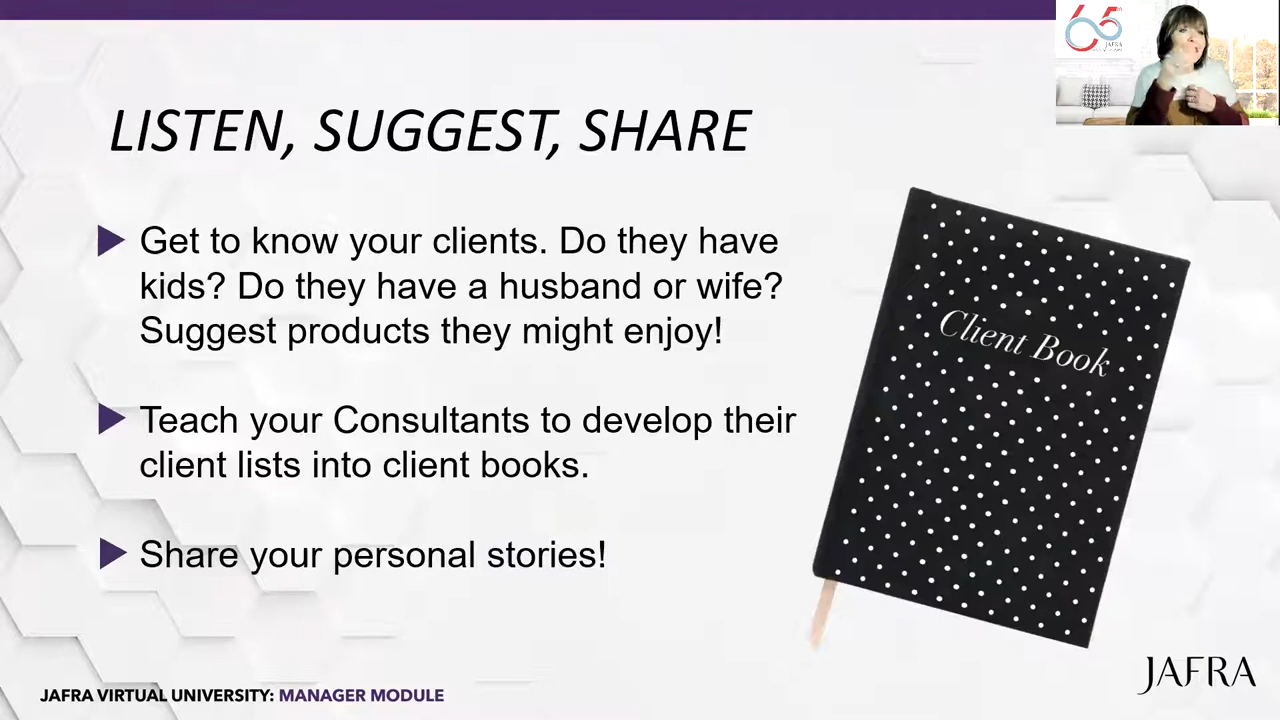 65th
JAFRA
LISTEN, SUGGEST, SHARE
Get to know your clients. Do they have
kids? Do they have a husband or wife?
Suggest products they might enjoy!
Teach your Consultants to develop their
client lists into client books.
Share your personal stories!
Client Book
JAFRA VIRTUAL UNIVERSITY: MANAGER MODULE
JAFRA